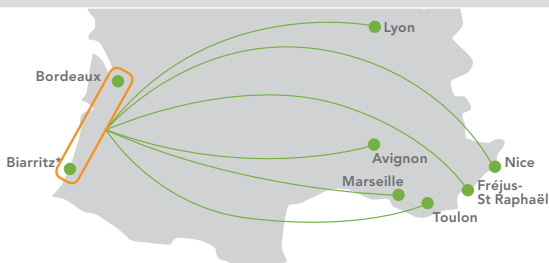 Lyon
Bordeaux
Avignon
Biarritz*
Nice
Marseille
Fréjus-
St Raphaël
Toulon